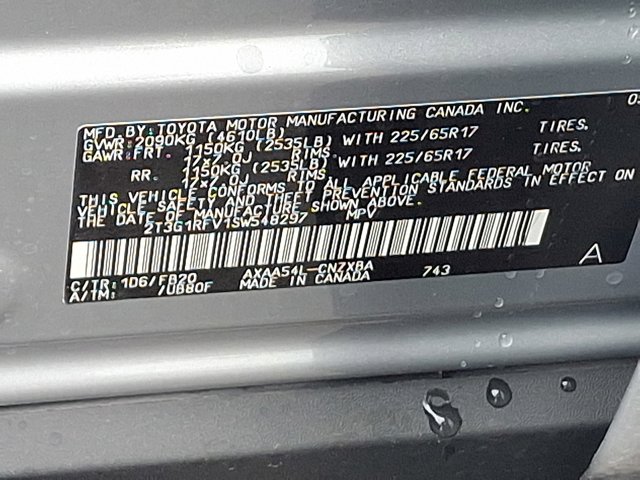 MFD.BY:TOYOTA MOTOR MANUFACTURING CANADA INC.
GVWR:2090KG (4610LB)
GAWR:FRT. 1150KG (2535LB) WITH 225/65R17 TIRES.
17x7.0J RIMS
RR. 1150KG (2535LB) WITH 225/65R17 TIRES.
17x7.0J RIMS
THIS VEHICLE CONFORMS TO ALL APPLICABLE FEDERAL MOTOR
VEHICLE SAFETY AND THEFT PREVENTION STANDARDS IN EFFECT ON
THE DATE OF MANUFACTURE SHOWN ABOVE.
2T3G1RFV1SW548297 MPV
C/TR:1D6/FB20 AXAA54L-CNZXBA 743 A
A/TM: /UB80F MADE IN CANADA